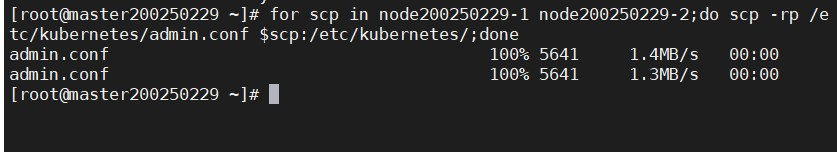 [root@master200250229 ~]# for scp in node200250229-1 node200250229-2;do scp -rp /e
tc/kubernetes/admin.conf $scp:/etc/kubernetes/;done
admin.conf 100% 5641 1.4MB/s 00:00
admin.conf 100% 5641 1.3MB/s 00:00
[root@master200250229 ~]#